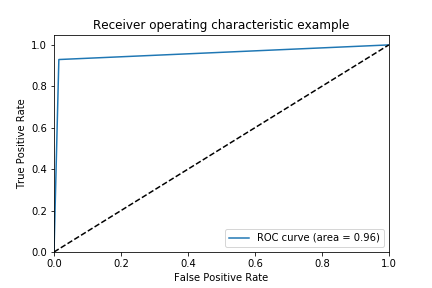 Receiver operating characteristic example
True Positive Rate
1.0
0.8
0.6
0.4
0.2
0.0
ROC curve (area = 0.96)
0.0 0.2 0.4 0.6 0.8 1.0
False Positive Rate